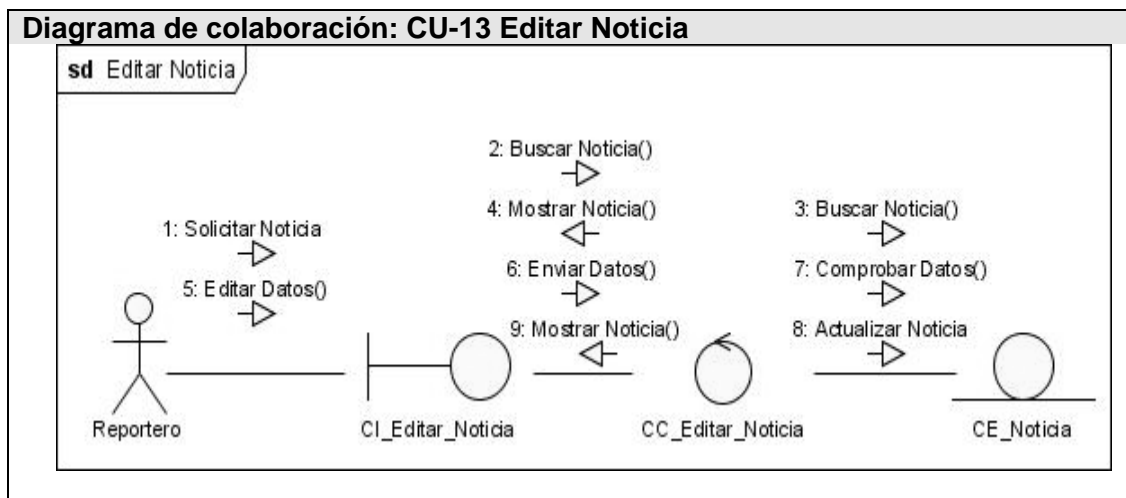 Diagrama de colaboración: CU-13 Editar Noticia
sd Editar Noticia
2: Buscar Noticia()
4: Mostrar Noticia()
3: Buscar Noticia()
1: Solicitar Noticia
6: Enviar Datos()
7: Comprobar Datos()
5: Editar Datos()
9: Mostrar Noticia()
8: Actualizar Noticia
Reportero
CI_Editar_Noticia
CC_Editar_Noticia
CE_Noticia